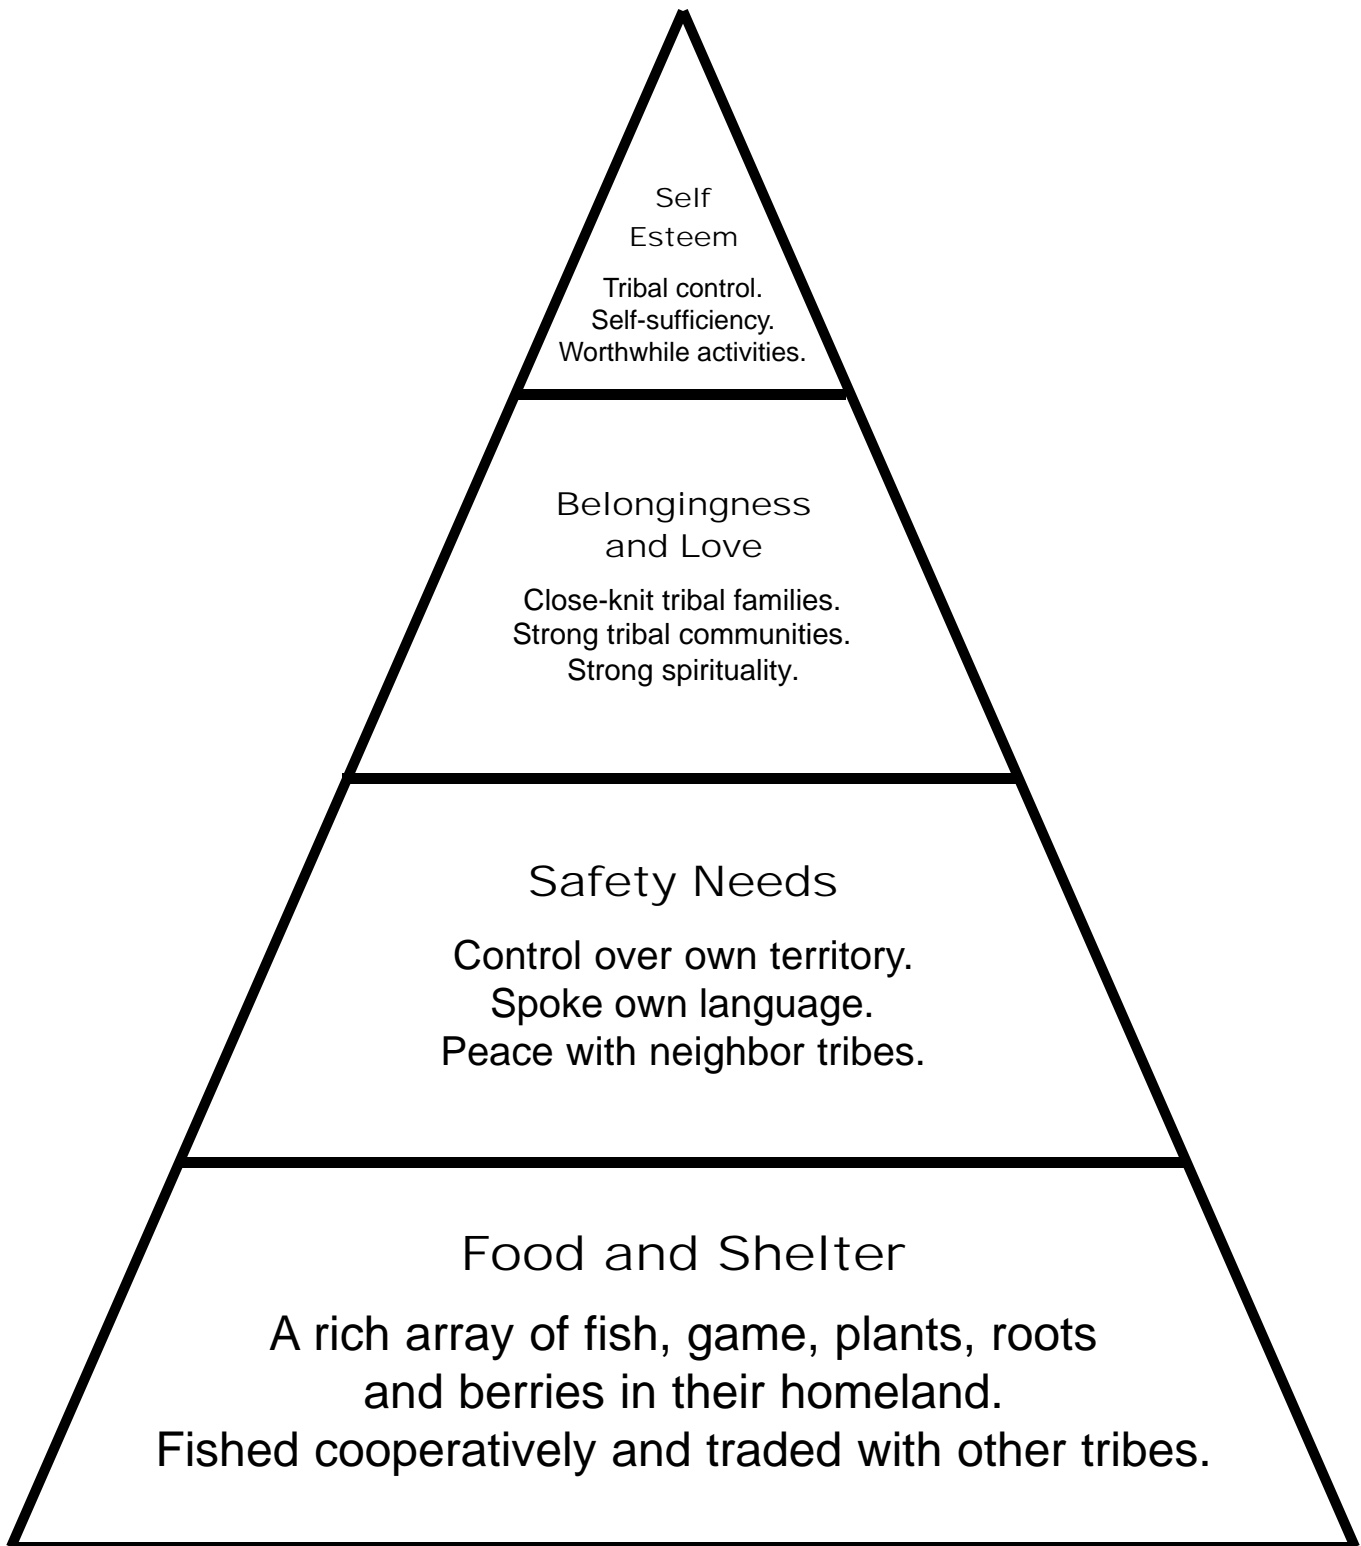 Self
Esteem
Tribal control.
Self-sufficiency.
Worthwhile activities.
Belongingness
and Love
Close-knit tribal families.
Strong tribal communities.
Strong spirituality.
Safety Needs
Control over own territory.
Spoke own language.
Peace with neighbor tribes.
Food and Shelter
A rich array of fish, game, plants, roots
and berries in their homeland.
Fished cooperatively and traded with other tribes.